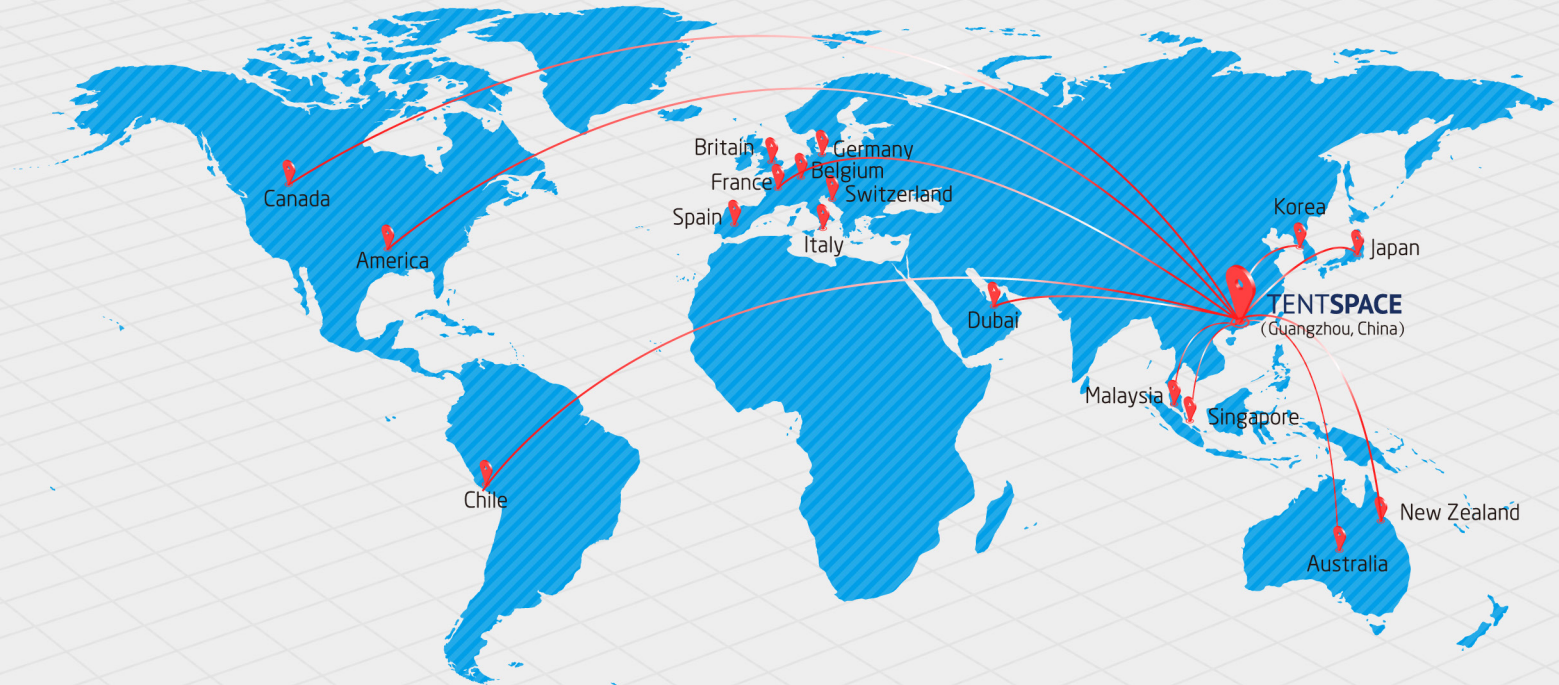 Britain
Germany
Belgium
France
Switzerland
Canada
Spain
Korea
Italy
Japan
America
TENTSPACE
(Guangzhou, China)
Dubai
Malaysia
Singapore
Chile
New Zealand
Australia